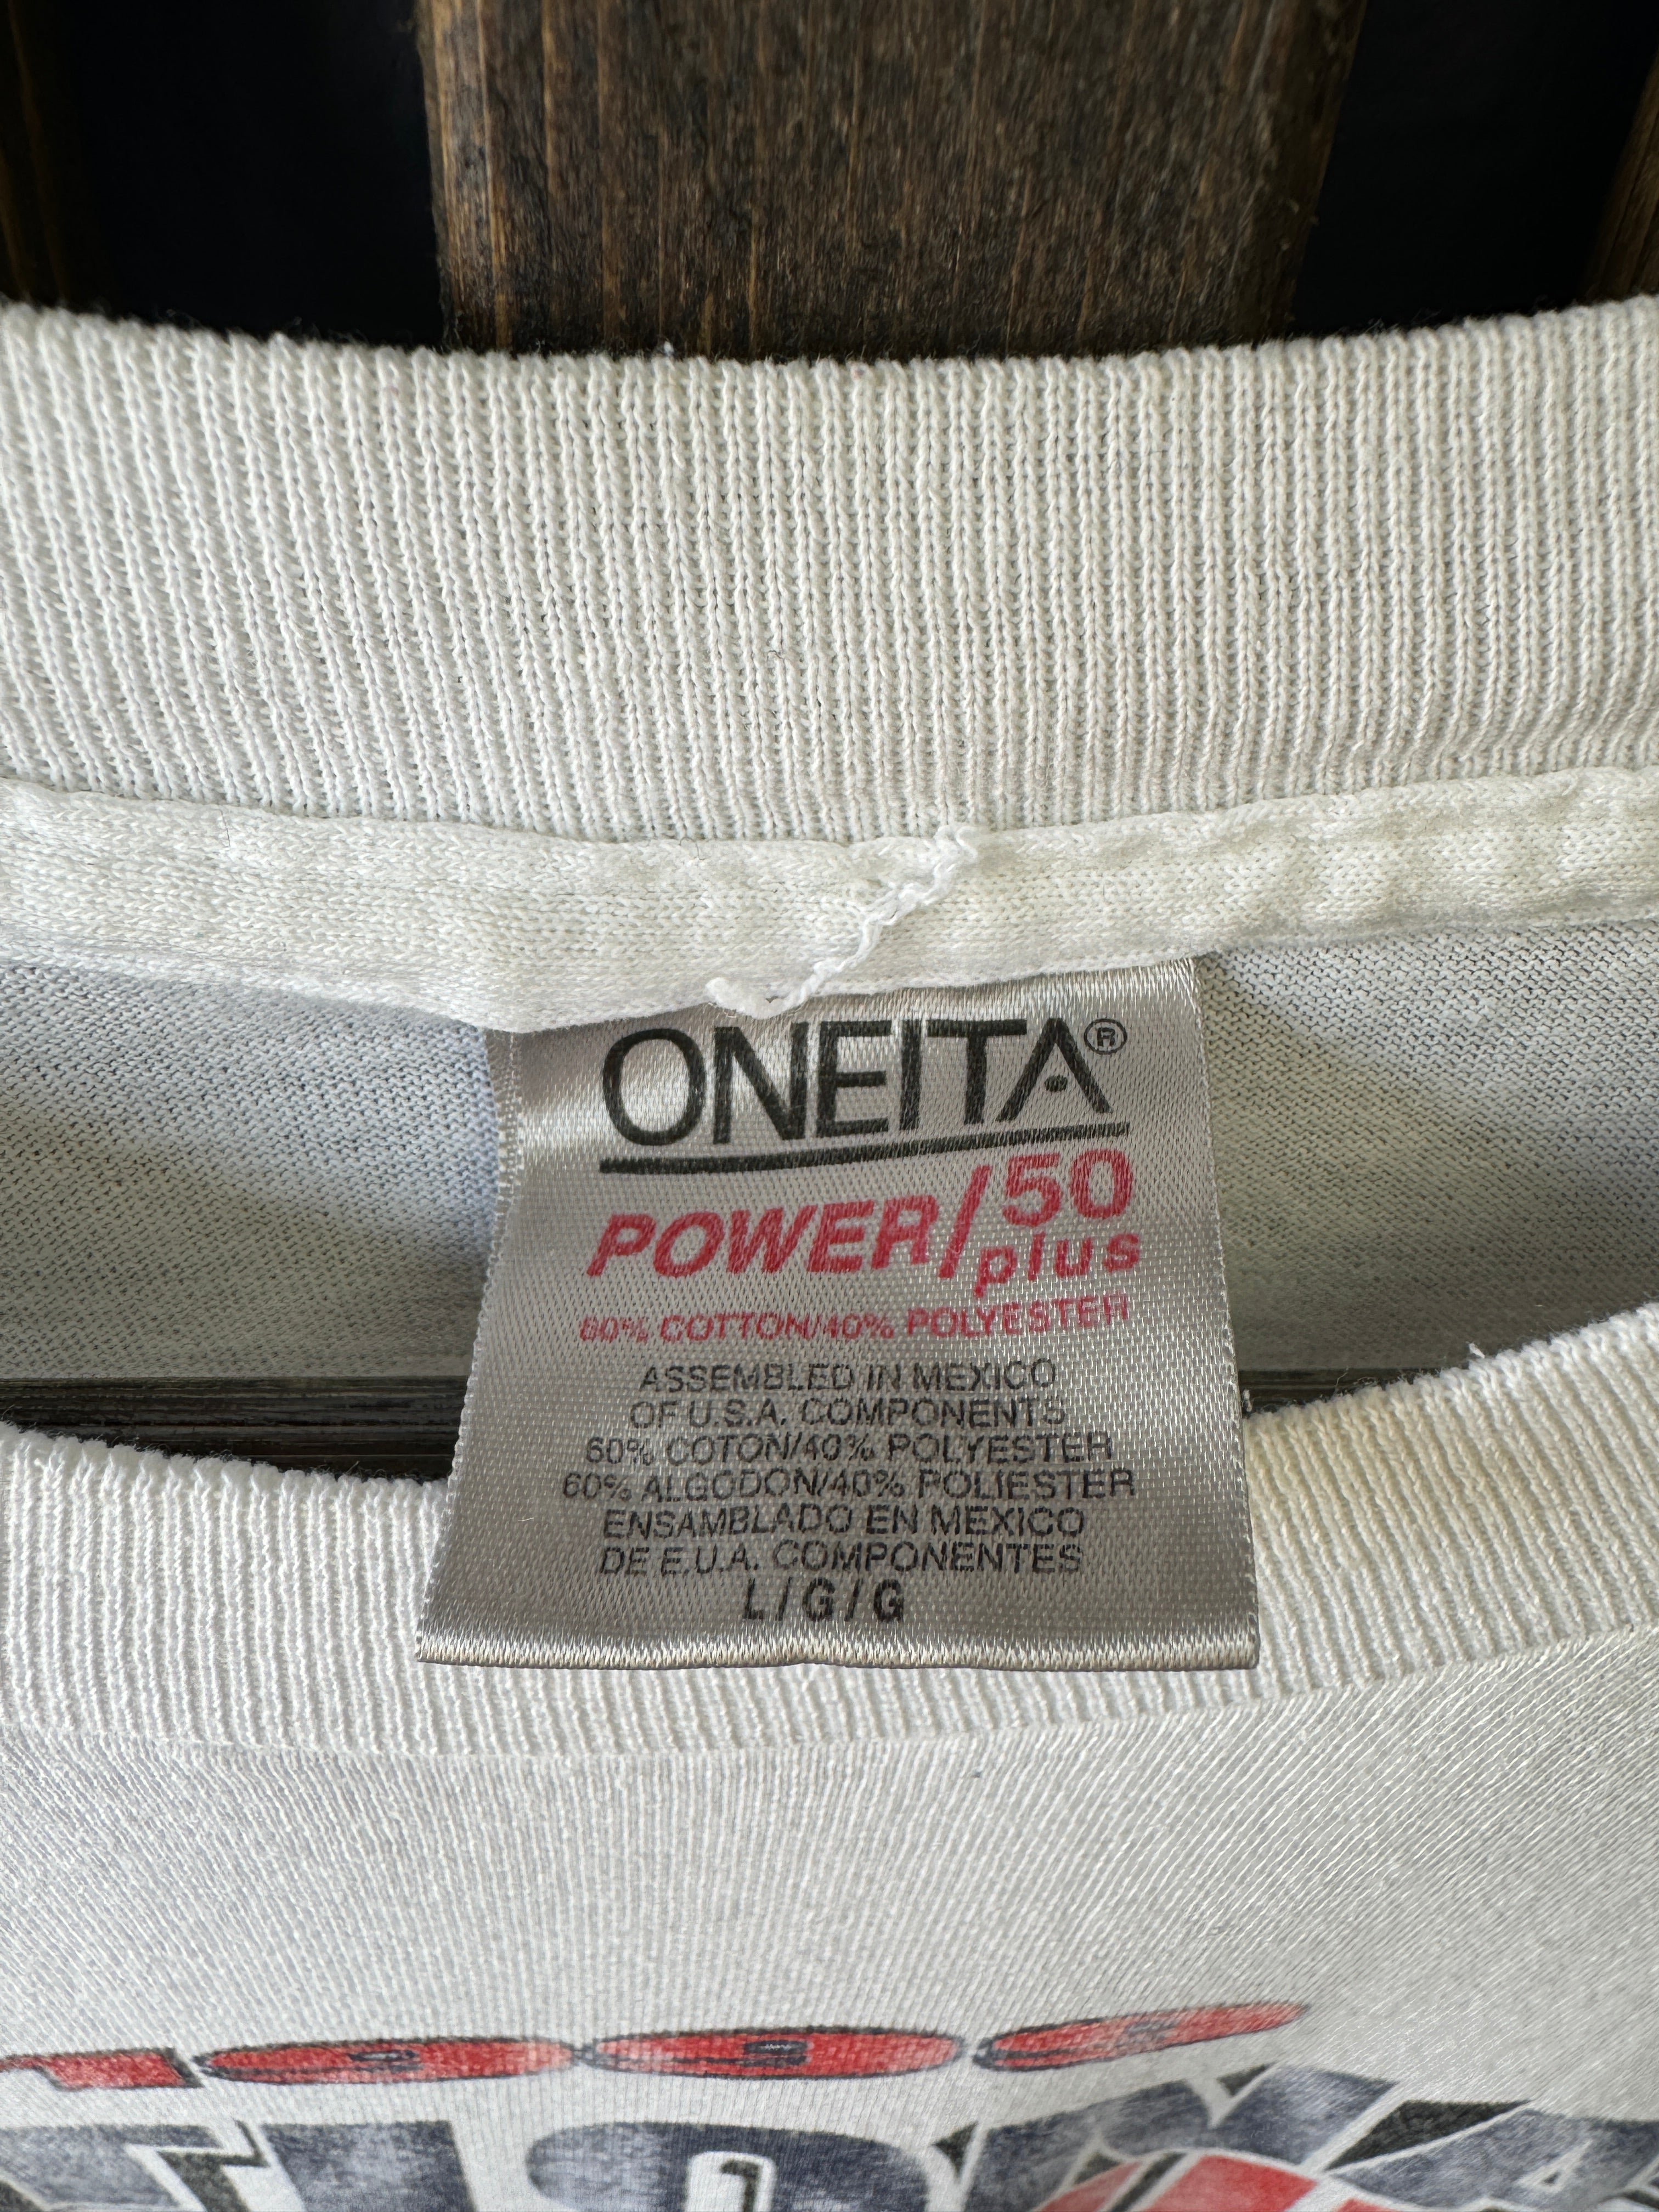 ONEITA®
POWER/50
plus
60% COTTON/40% POLYESTER
ASSEMBLED IN MEXICO
OF U.S.A. COMPONENTS
60% COTON/40% POLYESTER
60% ALGODON/40% POLIESTER
ENSAMBLADO EN MEXICO
DE E.U.A. COMPONENTES
L/G/G